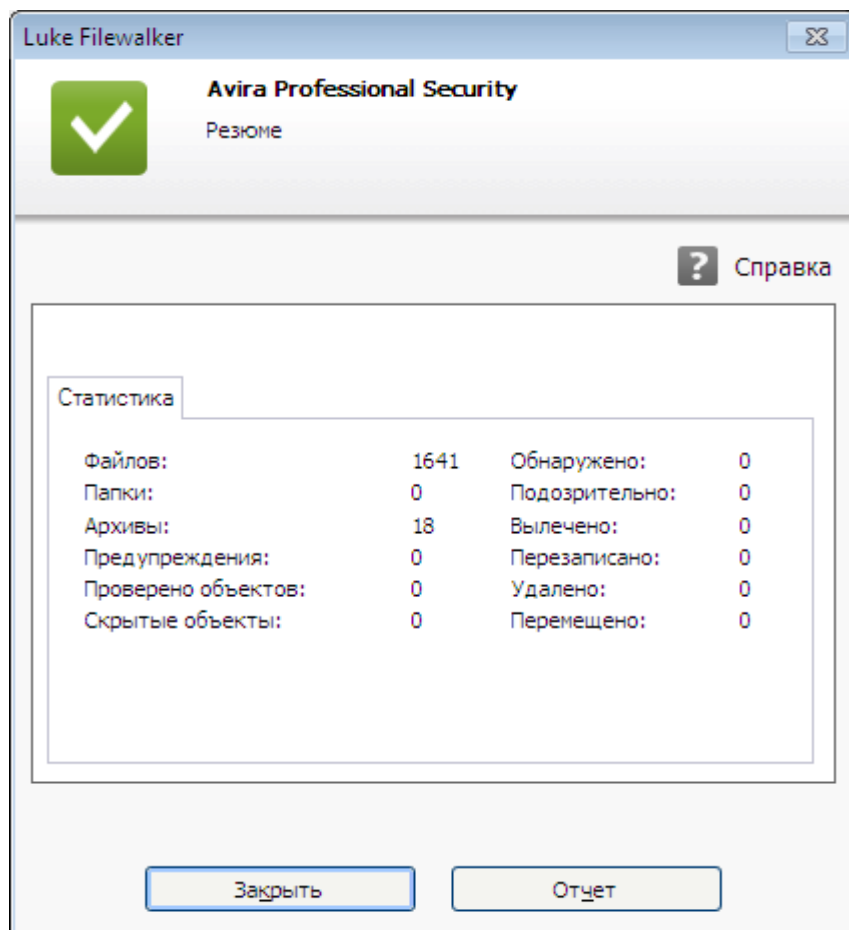 Luke Filewalker
Avira Professional Security
Резюме
? Справка
Статистика
Файлов: 1641 Обнаружено: 0
Папки: 0 Подозрительно: 0
Архивы: 18 Вылечено: 0
Предупреждения: 0 Перезаписано: 0
Проверено объектов: 0 Удалено: 0
Скрытые объекты: 0 Перемещено: 0
Закрыть Отчет